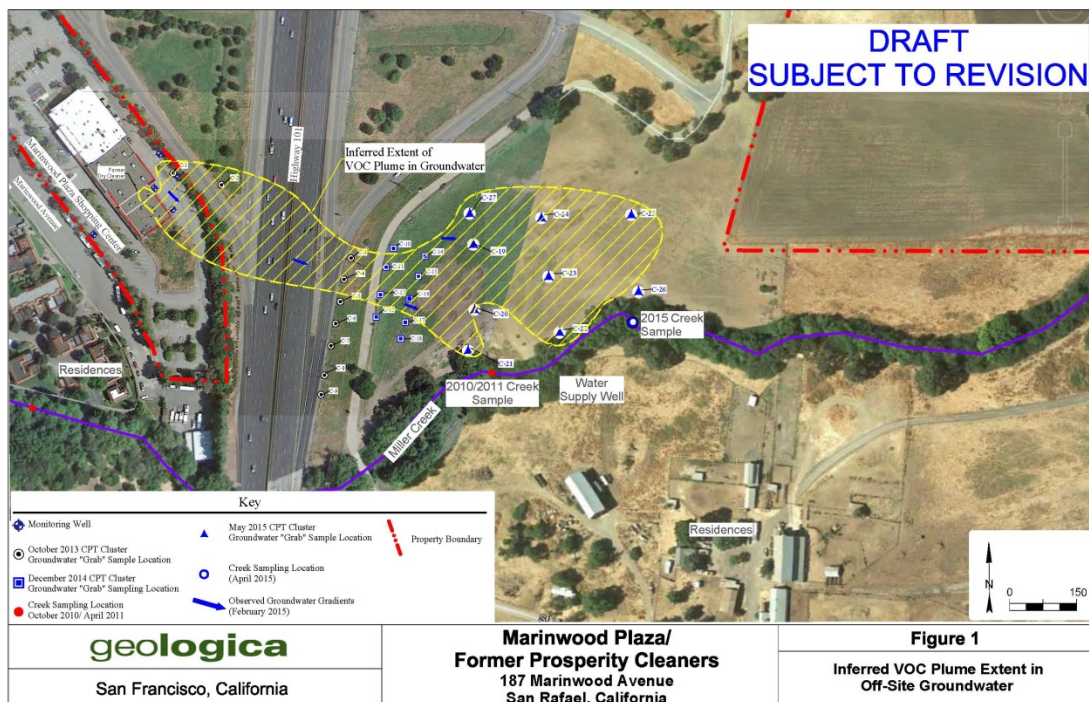 DRAFT
SUBJECT TO REVISION
Highway 101
Inferred Extent of
VOC Plume in Groundwater
Former
Dry Cleaner
Marinwood Plaza Shopping Center
Marinwood Avenue
C-27
C-24
C-25
C-19
C-23
C-26
C-20
C-21
2015 Creek
Sample
2010/2011 Creek
Sample
Water
Supply Well
Residences
Miller Creek
Residences
Key
Monitoring Well
October 2013 CPT Cluster
Groundwater "Grab" Sample Location
December 2014 CPT Cluster
Groundwater "Grab" Sampling Location
Creek Sampling Location
October 2010/ April 2011
May 2015 CPT Cluster
Groundwater "Grab" Sample Location
Creek Sampling Location
(April 2015)
Observed Groundwater Gradients
(February 2015)
Property Boundary
N
0
150
geologica
San Francisco, California
Marinwood Plaza/
Former Prosperity Cleaners
187 Marinwood Avenue
San Rafael, California
Figure 1
Inferred VOC Plume Extent in
Off-Site Groundwater